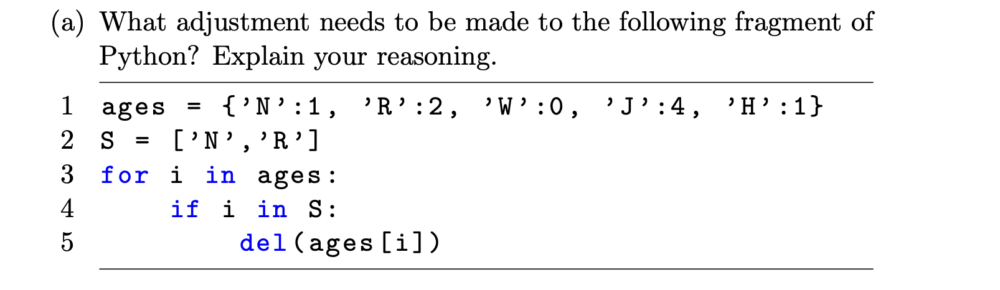 (a) What adjustment needs to be made to the following fragment of
Python? Explain your reasoning.
1 ages = {’N’:1, ’R’:2, ’W’:0, ’J’:4, ’H’:1}
2 S = [’N’,’R’]
3 for i in ages:
4 if i in S:
5 del(ages[i])